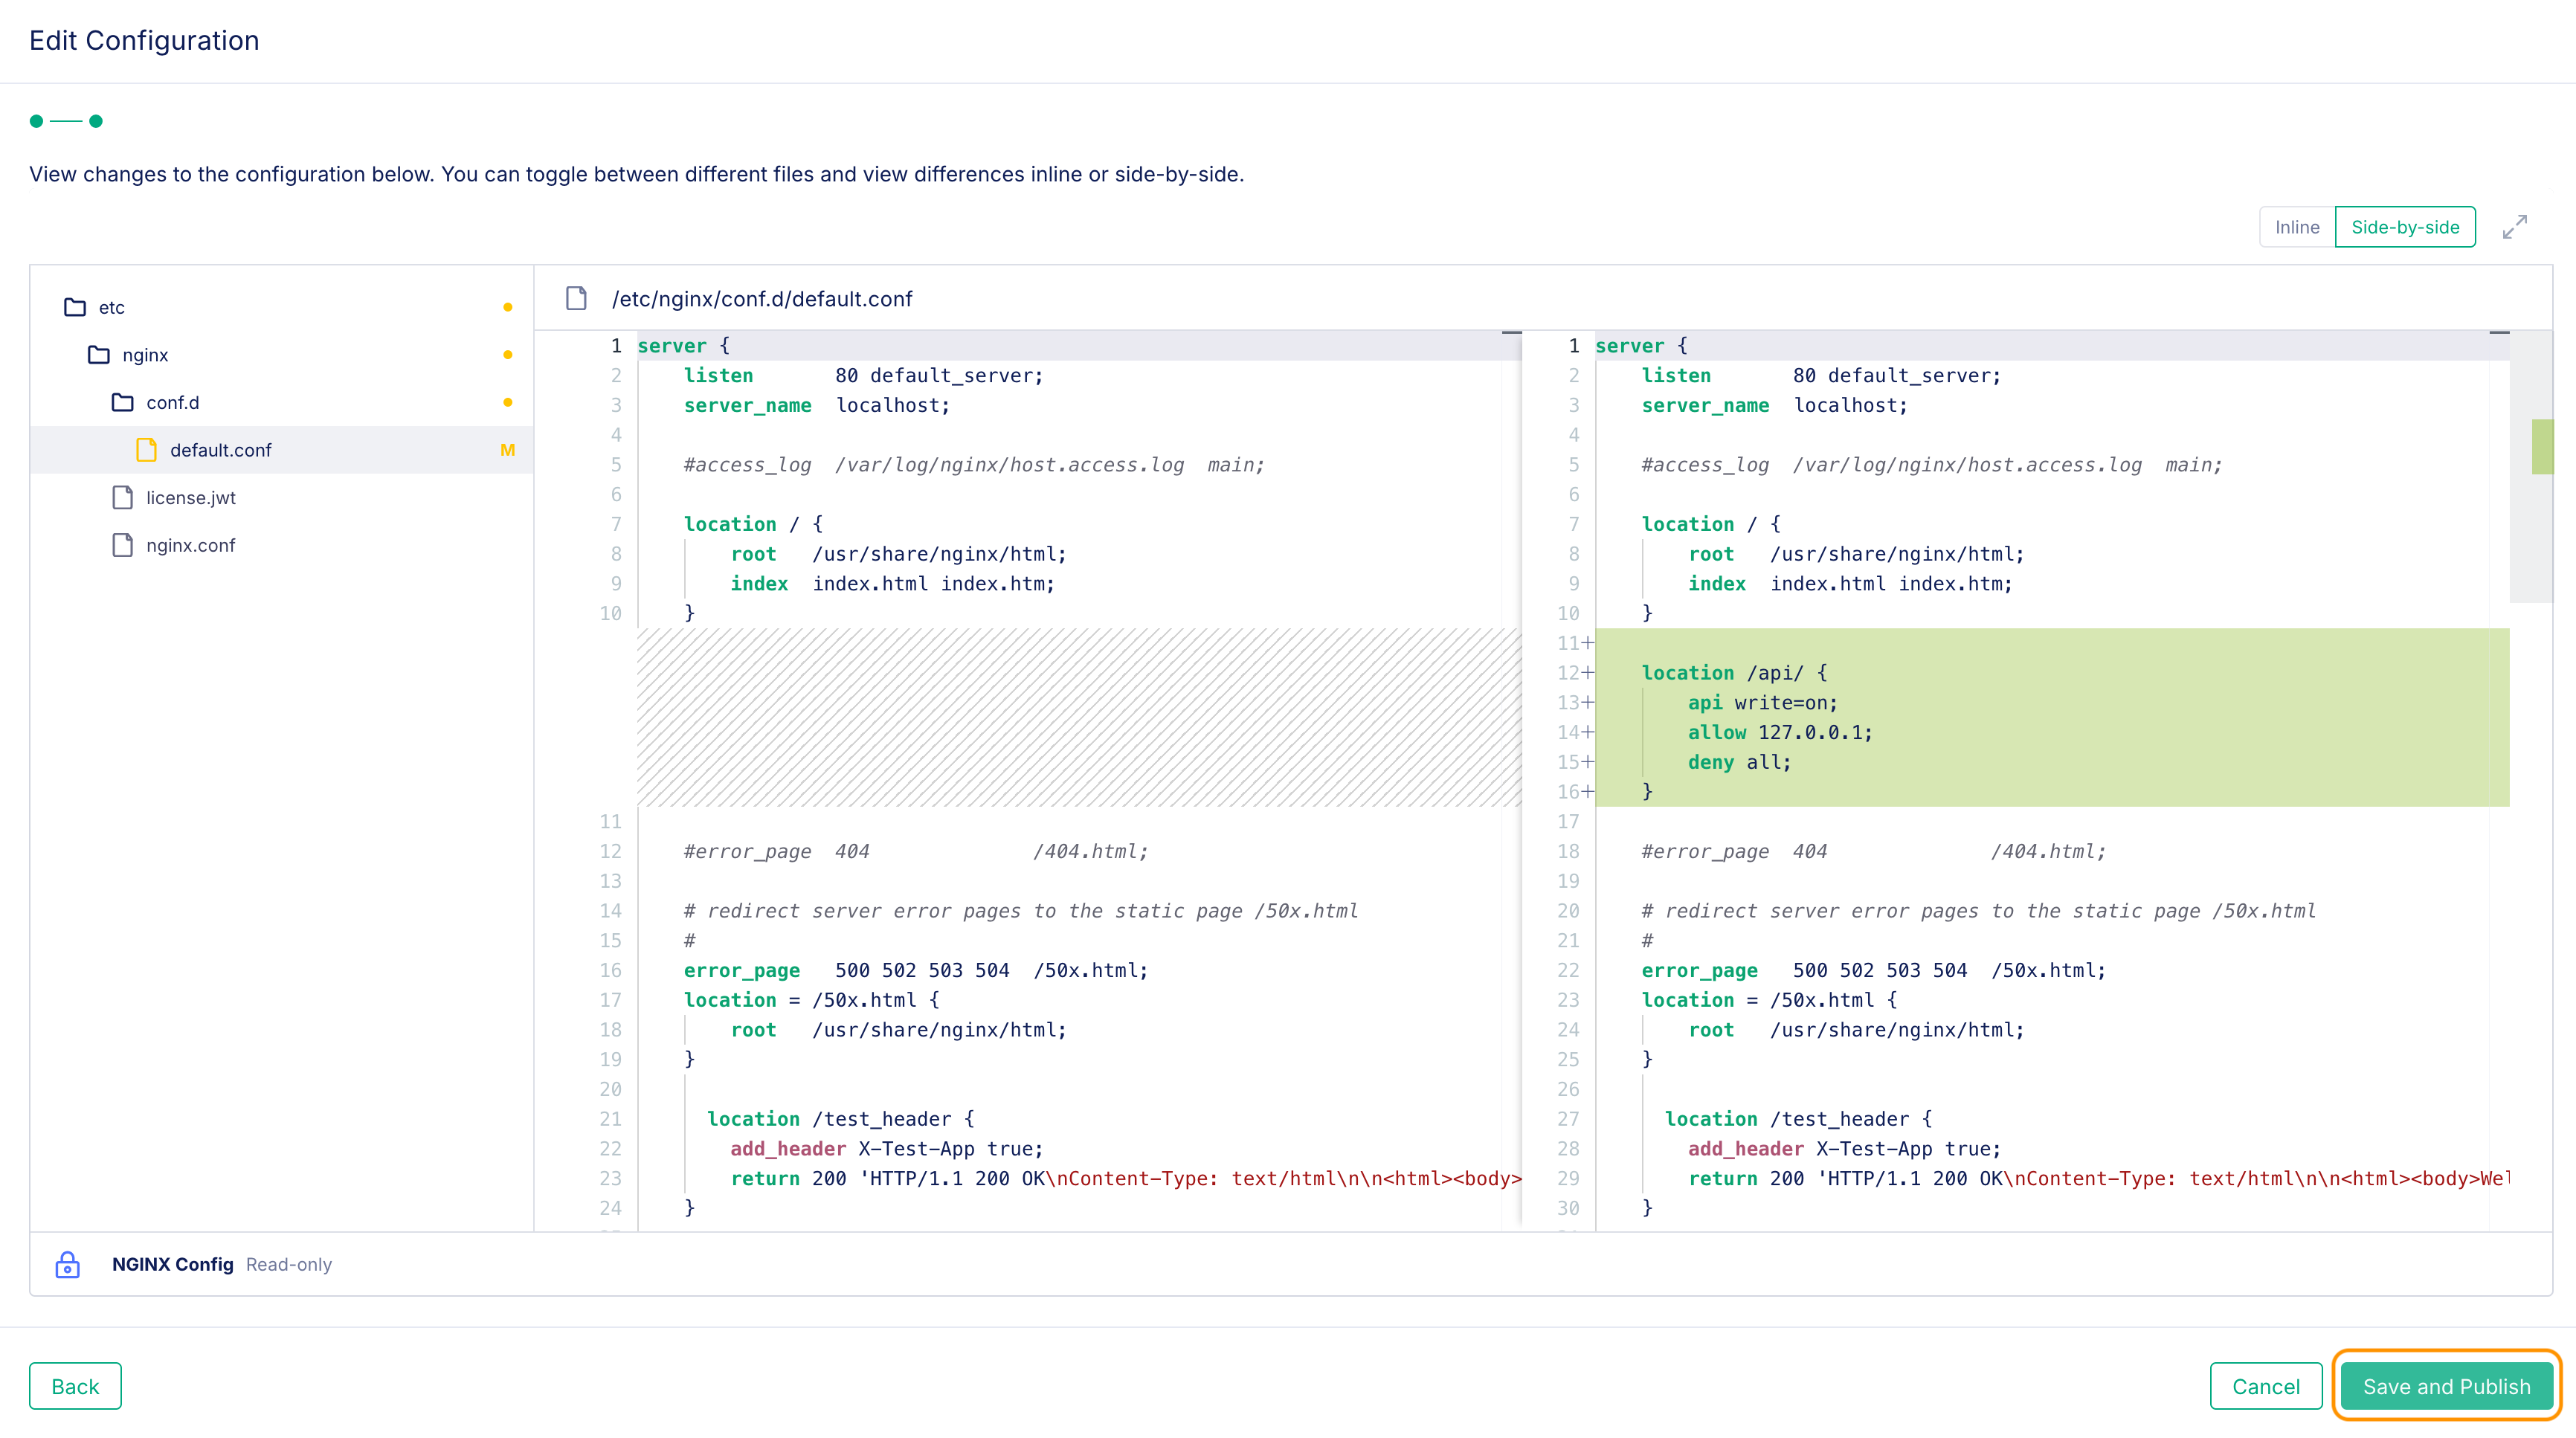 Edit Configuration
View changes to the configuration below. You can toggle between different files and view differences inline or side-by-side.
Inline Side-by-side
etc
nginx
conf.d
default.conf M
license.jwt
nginx.conf
/etc/nginx/conf.d/default.conf
1 server {
2 listen 80 default_server;
3 server_name localhost;
4
5 #access_log /var/log/nginx/host.access.log main;
6
7 location / {
8 root /usr/share/nginx/html;
9 index index.html index.htm;
10 }
11
12 #error_page 404 /404.html;
13
14 # redirect server error pages to the static page /50x.html
15 #
16 error_page 500 502 503 504 /50x.html;
17 location = /50x.html {
18 root /usr/share/nginx/html;
19 }
20
21 location /test_header {
22 add_header X-Test-App true;
23 return 200 'HTTP/1.1 200 OK\nContent-Type: text/html\n\n<html><body>
24 }
1 server {
2 listen 80 default_server;
3 server_name localhost;
4
5 #access_log /var/log/nginx/host.access.log main;
6
7 location / {
8 root /usr/share/nginx/html;
9 index index.html index.htm;
10 }
11+
12+ location /api/ {
13+ api write=on;
14+ allow 127.0.0.1;
15+ deny all;
16+ }
17
18 #error_page 404 /404.html;
19
20 # redirect server error pages to the static page /50x.html
21 #
22 error_page 500 502 503 504 /50x.html;
23 location = /50x.html {
24 root /usr/share/nginx/html;
25 }
26
27 location /test_header {
28 add_header X-Test-App true;
29 return 200 'HTTP/1.1 200 OK\nContent-Type: text/html\n\n<html><body>Wel
30 }
NGINX Config Read-only
Back Cancel Save and Publish